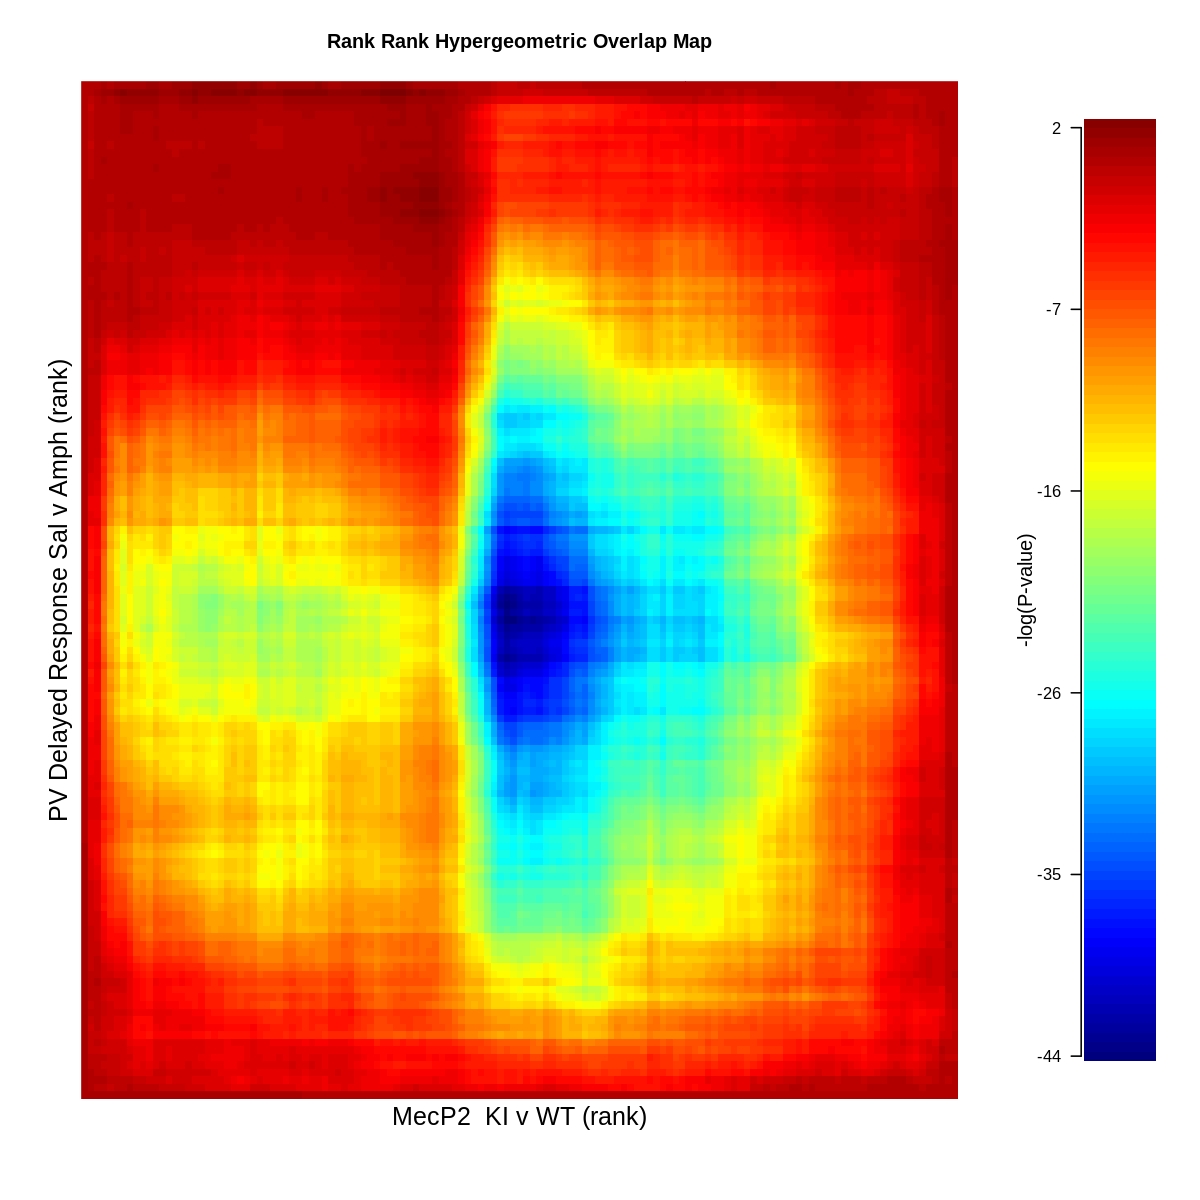 Rank Rank Hypergeometric Overlap Map
PV Delayed Response Sal v Amph (rank)
MecP2  KI v WT (rank)
-log(P-value)
2
-7
-16
-26
-35
-44